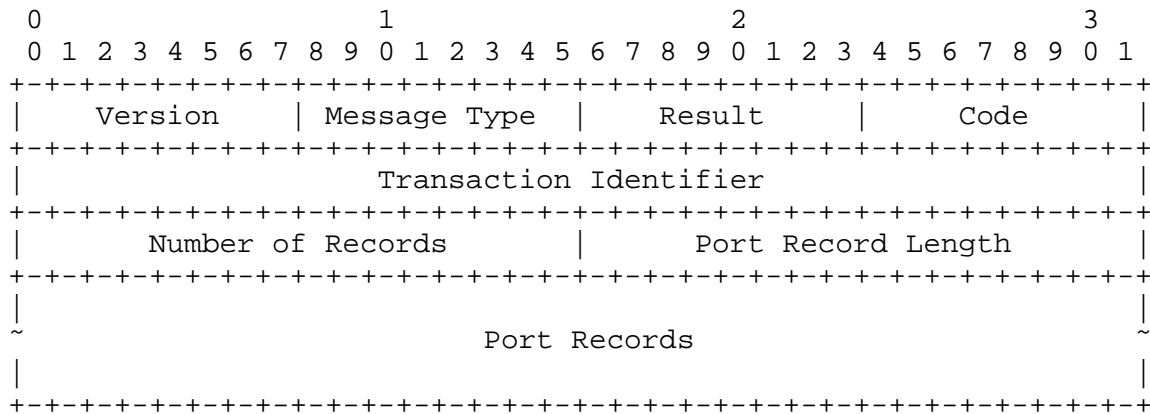 0                   1                   2                   3
 0 1 2 3 4 5 6 7 8 9 0 1 2 3 4 5 6 7 8 9 0 1 2 3 4 5 6 7 8 9 0 1
+-+-+-+-+-+-+-+-+-+-+-+-+-+-+-+-+-+-+-+-+-+-+-+-+-+-+-+-+-+-+-+-+
|    Version    | Message Type  |    Result     |     Code      |
+-+-+-+-+-+-+-+-+-+-+-+-+-+-+-+-+-+-+-+-+-+-+-+-+-+-+-+-+-+-+-+-+
|                    Transaction Identifier                     |
+-+-+-+-+-+-+-+-+-+-+-+-+-+-+-+-+-+-+-+-+-+-+-+-+-+-+-+-+-+-+-+-+
|       Number of Records       |      Port Record Length       |
+-+-+-+-+-+-+-+-+-+-+-+-+-+-+-+-+-+-+-+-+-+-+-+-+-+-+-+-+-+-+-+-+
|                                                               |
~                          Port Records                         ~
|                                                               |
+-+-+-+-+-+-+-+-+-+-+-+-+-+-+-+-+-+-+-+-+-+-+-+-+-+-+-+-+-+-+-+-+